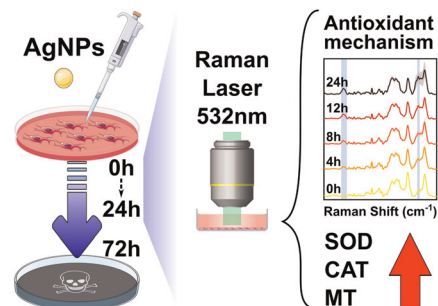 AgNPs
0h
24h
72h
Raman
Laser
532nm
Antioxidant
mechanism
24h
12h
8h
4h
0h
Raman Shift (cm⁻¹)
SOD
CAT
MT